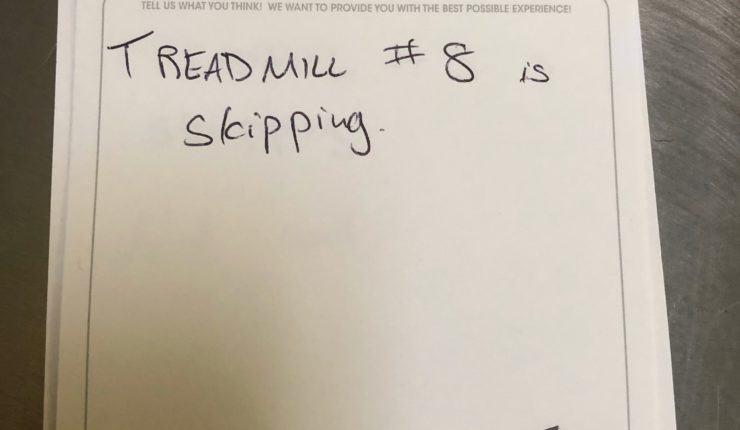 TELL US WHAT YOU THINK! WE WANT TO PROVIDE YOU WITH THE BEST POSSIBLE EXPERIENCE!
TREADMILL #8 is
skipping.